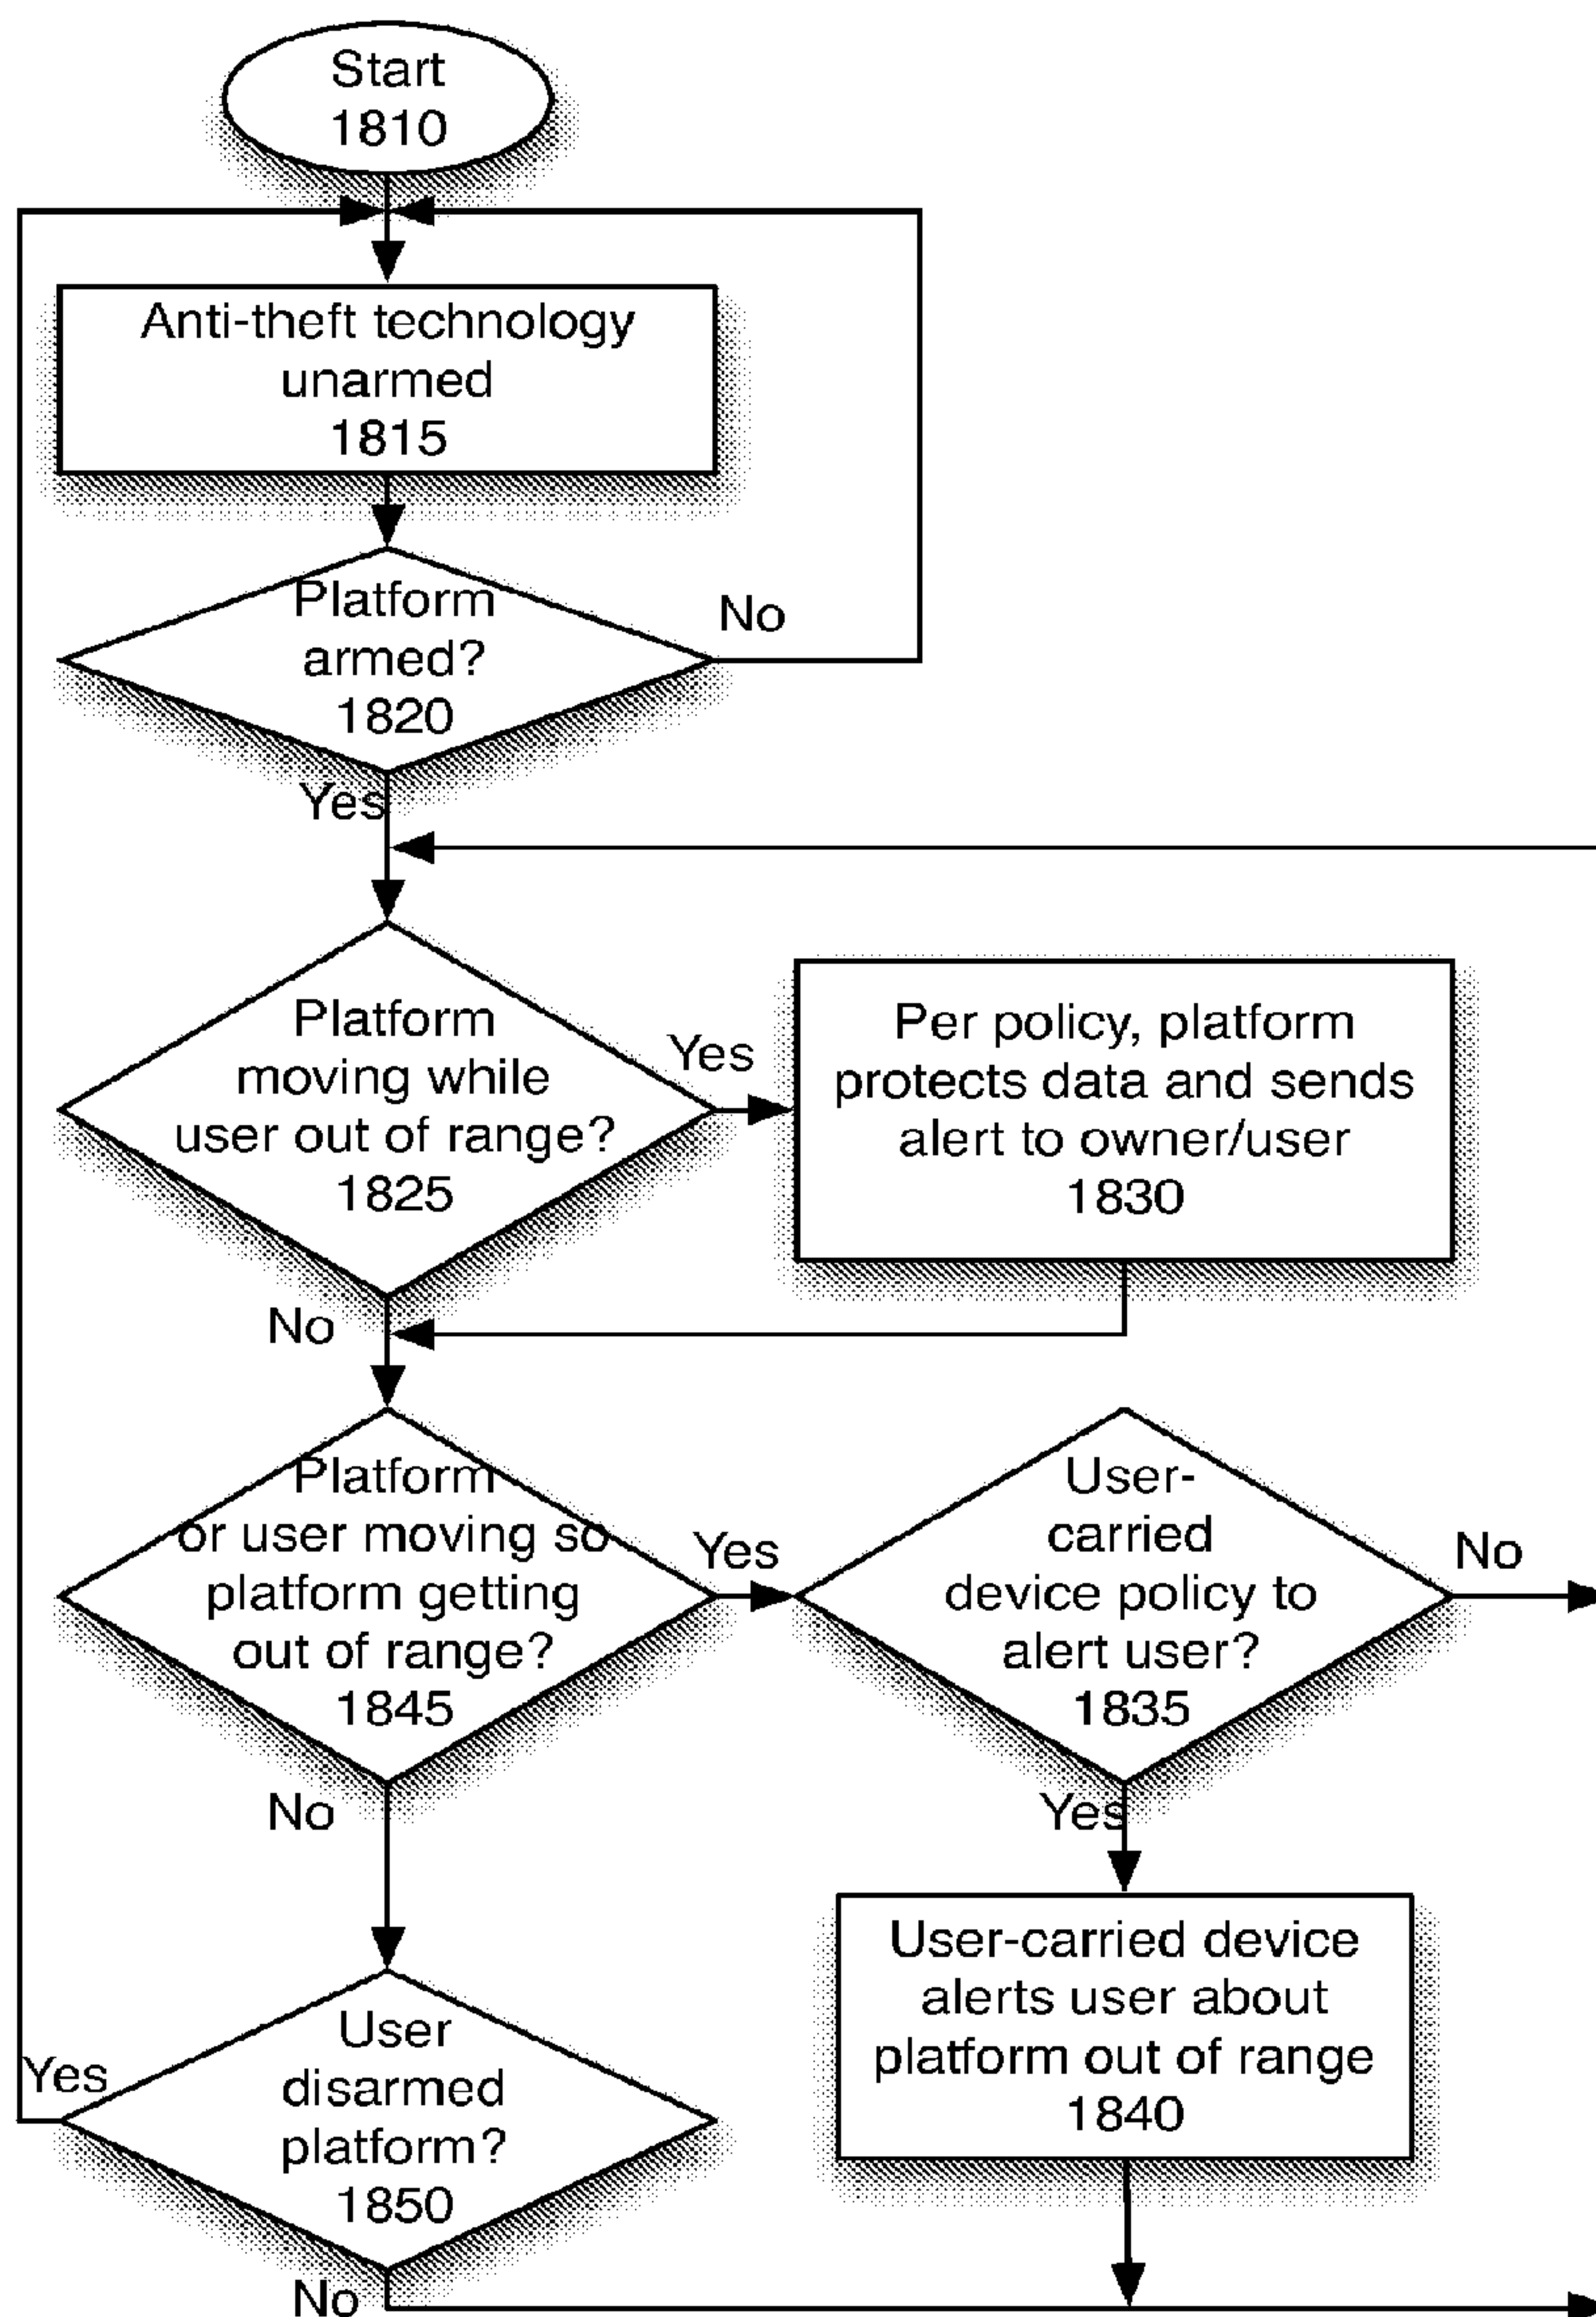 Start
1810
Anti-theft technology
unarmed
1815
Platform
armed?
1820
No
Yes
Platform
moving while
user out of range?
1825
Yes
Per policy, platform
protects data and sends
alert to owner/user
1830
No
Platform
or user moving so
platform getting
out of range?
1845
Yes
User-
carried
device policy to
alert user?
1835
No
No
Yes
User-carried device
alerts user about
platform out of range
1840
User
disarmed
platform?
1850
Yes
No